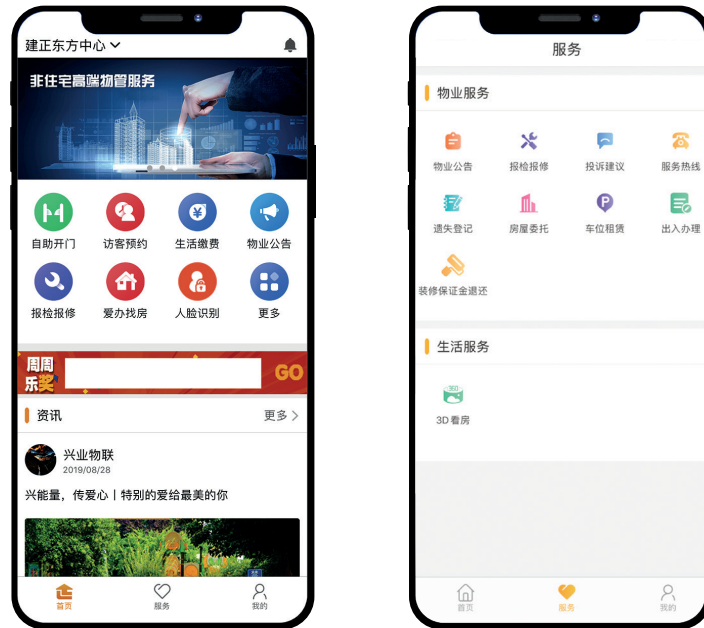 建正东方中心
非住宅高端物管服务
自助开门
访客预约
生活缴费
物业公告
报检报修
爱办找房
人脸识别
更多
周周
乐奖
GO
资讯
更多
兴业物联
2019/08/28
兴能量，传爱心丨特别的爱给最美的你
首页
服务
我的
服务
物业服务
物业公告
报检报修
投诉建议
服务热线
遗失登记
房屋委托
P
车位租赁
出入办理
装修保证金退还
生活服务
360
3D看房
首页
服务
我的